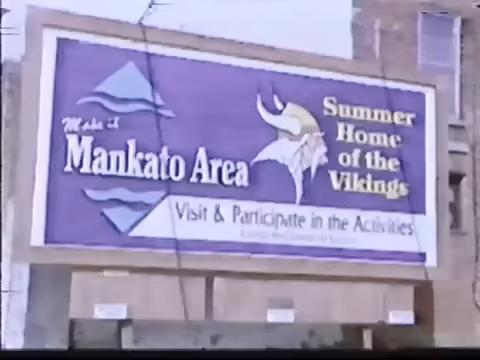 Make it
Mankato Area
Summer
Home
of the
Vikings
Visit & Participate in the Activities